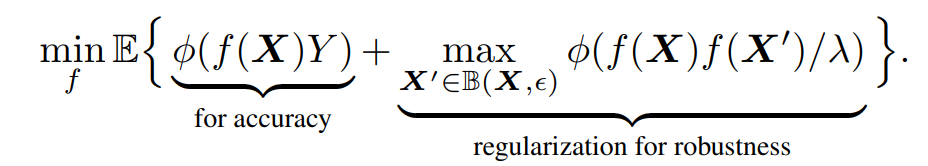 min_f 𝔼{ϕ(f(X)Y) + max_{X′∈𝔹(X,ϵ)} ϕ(f(X)f(X′)/λ)}.
for accuracy
regularization for robustness